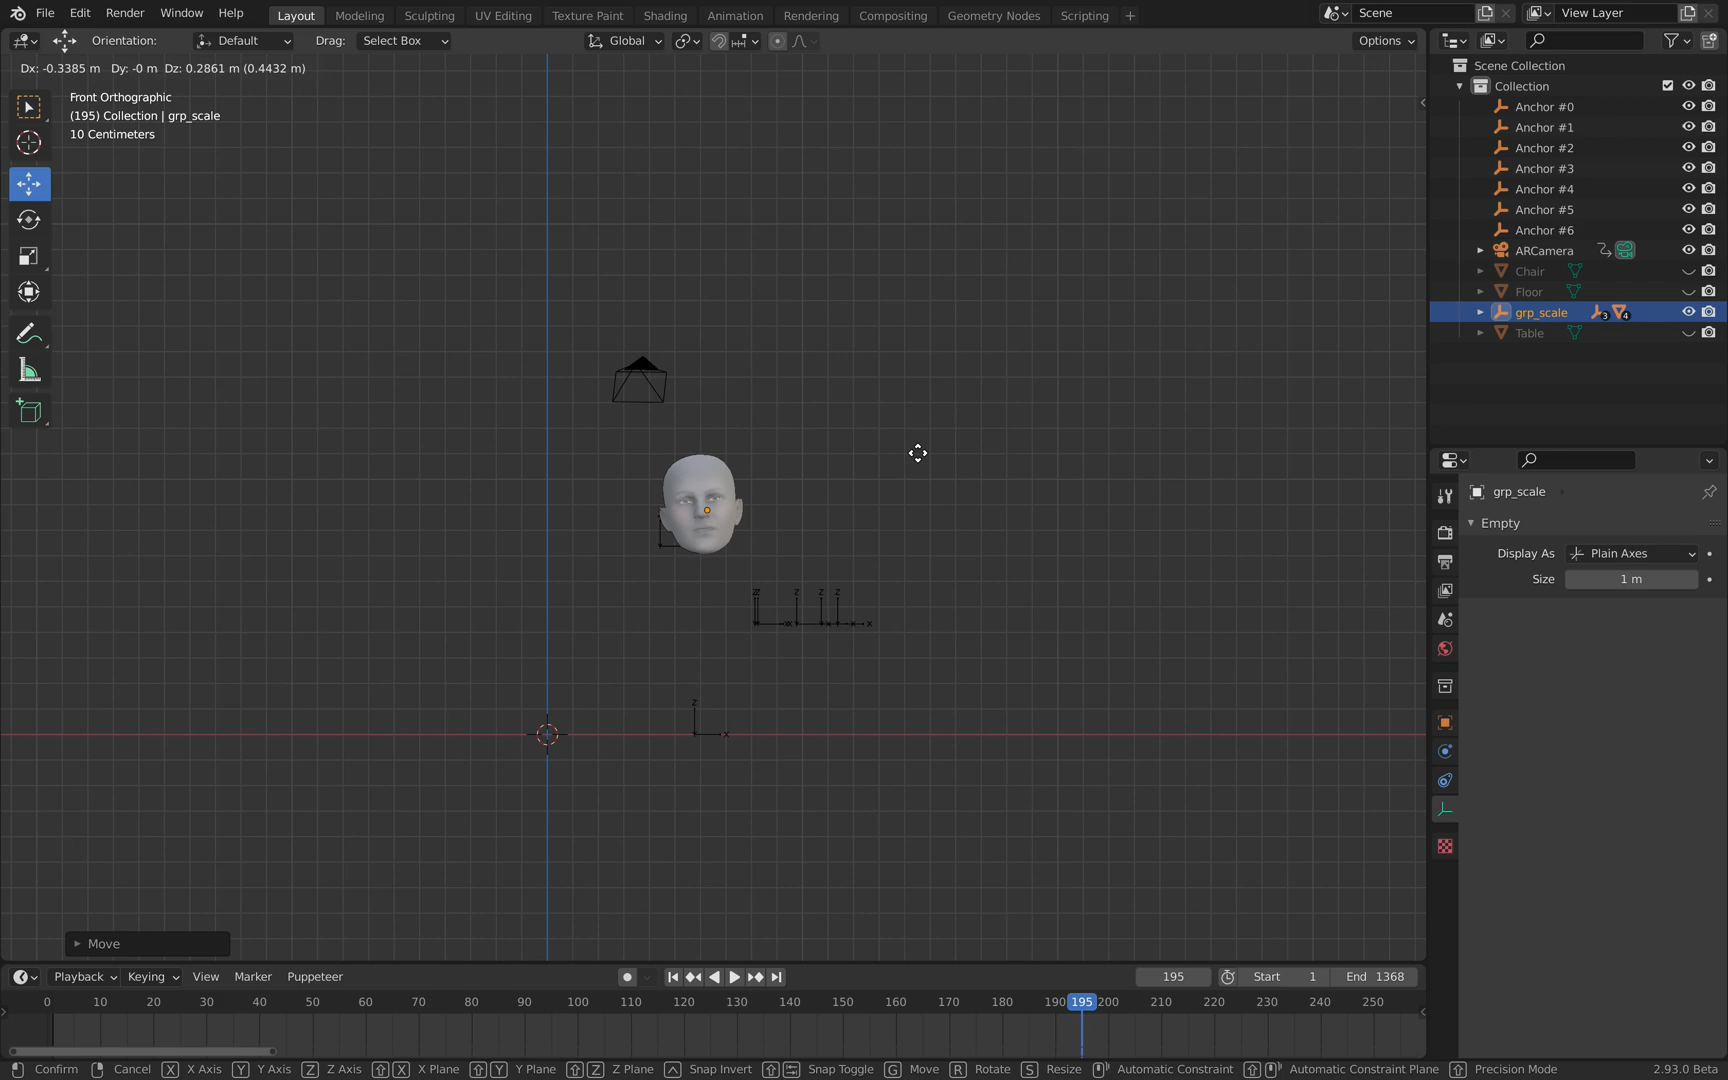 File Edit Render Window Help Layout Modeling Sculpting UV Editing Texture Paint Shading Animation Rendering Compositing Geometry Nodes Scripting + Scene View Layer
Orientation: Default Drag: Select Box Global Options
Dx: -0.3385 m Dy: -0 m Dz: 0.2861 m (0.4432 m)
Front Orthographic
(195) Collection | grp_scale
10 Centimeters
Scene Collection
Collection
Anchor #0
Anchor #1
Anchor #2
Anchor #3
Anchor #4
Anchor #5
Anchor #6
ARCamera
Chair
Floor
grp_scale 3 4
Table
grp_scale
Empty
Display As Plain Axes
Size 1 m
z z z z
x x
z
x
Move
Playback Keying View Marker Puppeteer 195 Start 1 End 1368
0 10 20 30 40 50 60 70 80 90 100 110 120 130 140 150 160 170 180 190 195 200 210 220 230 240 250
Confirm Cancel X X Axis Y Y Axis Z Z Axis X X Plane Y Y Plane Z Z Plane Snap Invert Snap Toggle G Move R Rotate S Resize Automatic Constraint Automatic Constraint Plane Precision Mode 2.93.0 Beta